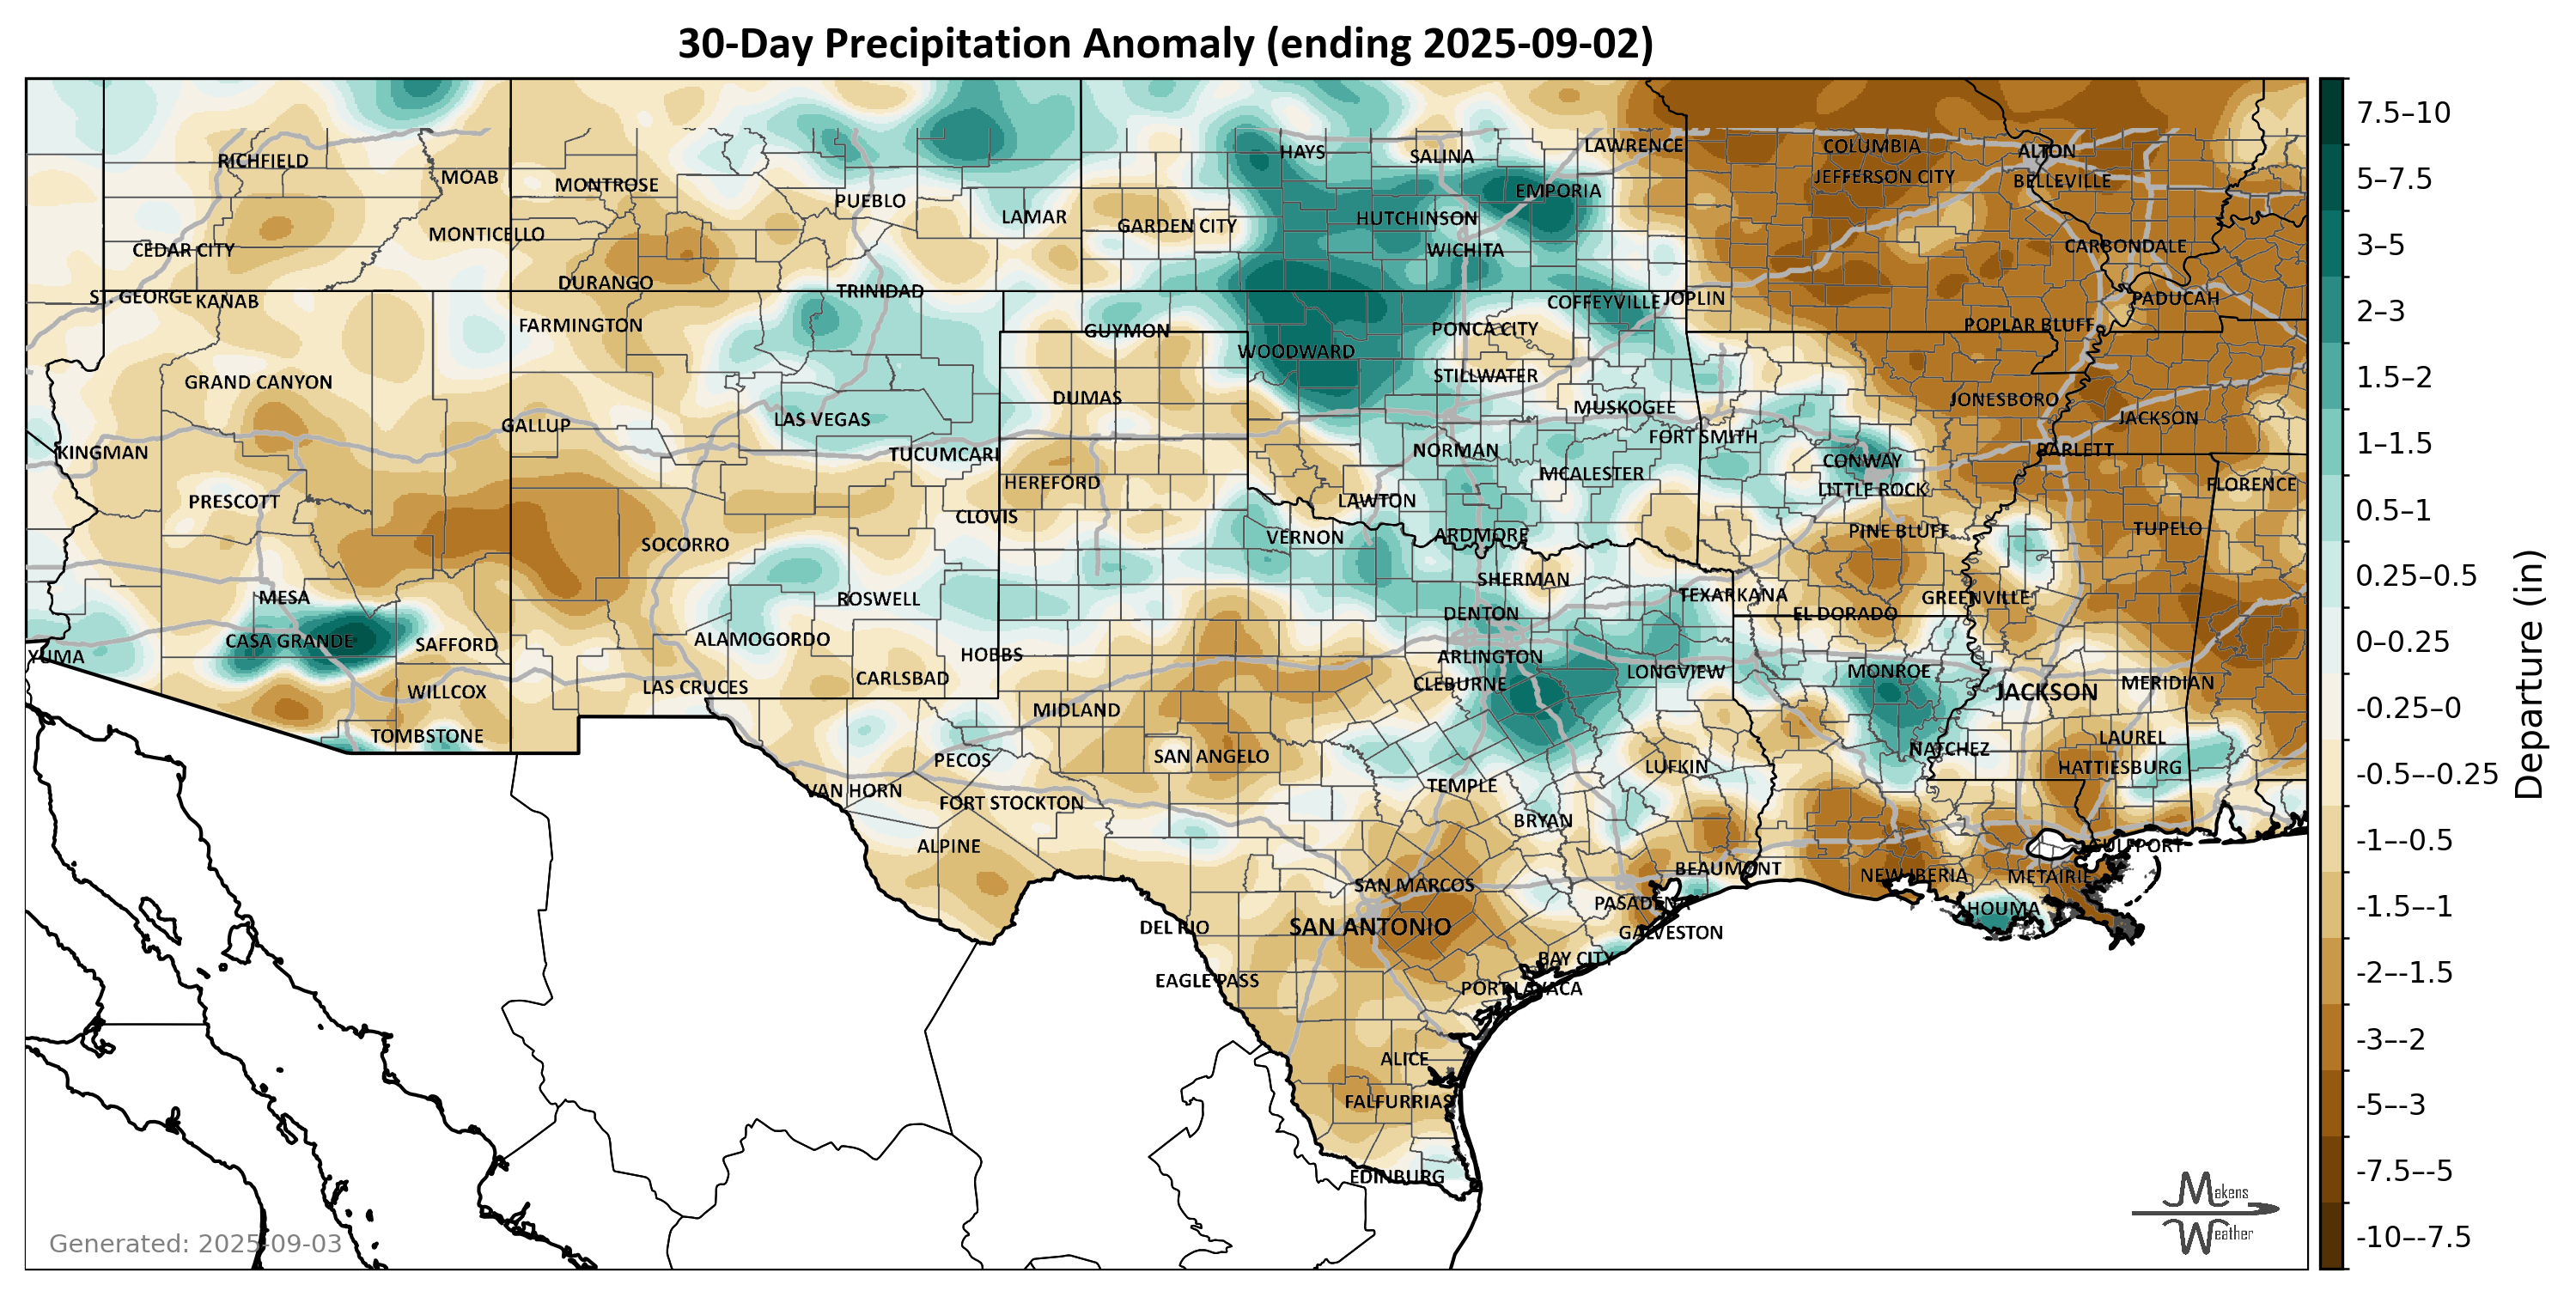 30-Day Precipitation Anomaly (ending 2025-09-02)
7.5–10
5–7.5
3–5
2–3
1.5–2
1–1.5
0.5–1
0.25–0.5
0–0.25
-0.25–0
-0.5–-0.25
-1–-0.5
-1.5–-1
-2–-1.5
-3–-2
-5–-3
-7.5–-5
-10–-7.5
Departure (in)
RICHFIELD
MOAB
MONTROSE
PUEBLO
LAMAR
HAYS
SALINA
LAWRENCE
EMPORIA
COLUMBIA
ALTON
JEFFERSON CITY
BELLEVILLE
CEDAR CITY
MONTICELLO
GARDEN CITY
HUTCHINSON
WICHITA
CARBONDALE
ST. GEORGE
KANAB
DURANGO
TRINIDAD
COFFEYVILLE
JOPLIN
PADUCAH
FARMINGTON
GUYMON
WOODWARD
PONCA CITY
POPLAR BLUFF
GRAND CANYON
DUMAS
STILLWATER
MUSKOGEE
JONESBORO
JACKSON
GALLUP
LAS VEGAS
KINGMAN
TUCUMCARI
NORMAN
FORT SMITH
CONWAY
BARLETT
PRESCOTT
HEREFORD
MCALESTER
LITTLE ROCK
FLORENCE
CLOVIS
LAWTON
SOCORRO
VERNON
ARDMORE
PINE BLUFF
TUPELO
MESA
ROSWELL
SHERMAN
TEXARKANA
GREENVILLE
CASA GRANDE
SAFFORD
ALAMOGORDO
DENTON
EL DORADO
YUMA
HOBBS
ARLINGTON
LONGVIEW
MONROE
WILLCOX
LAS CRUCES
CARLSBAD
CLEBURNE
JACKSON
MERIDIAN
TOMBSTONE
MIDLAND
PECOS
SAN ANGELO
LUFKIN
NATCHEZ
LAUREL
HATTIESBURG
VAN HORN
FORT STOCKTON
TEMPLE
BRYAN
ALPINE
BEAUMONT
GULFPORT
SAN MARCOS
NEW IBERIA
METAIRIE
DEL RIO
SAN ANTONIO
PASADENA
HOUMA
GALVESTON
EAGLE PASS
BAY CITY
PORT LAVACA
ALICE
FALFURRIAS
EDINBURG
Generated: 2025-09-03
Makens
Weather